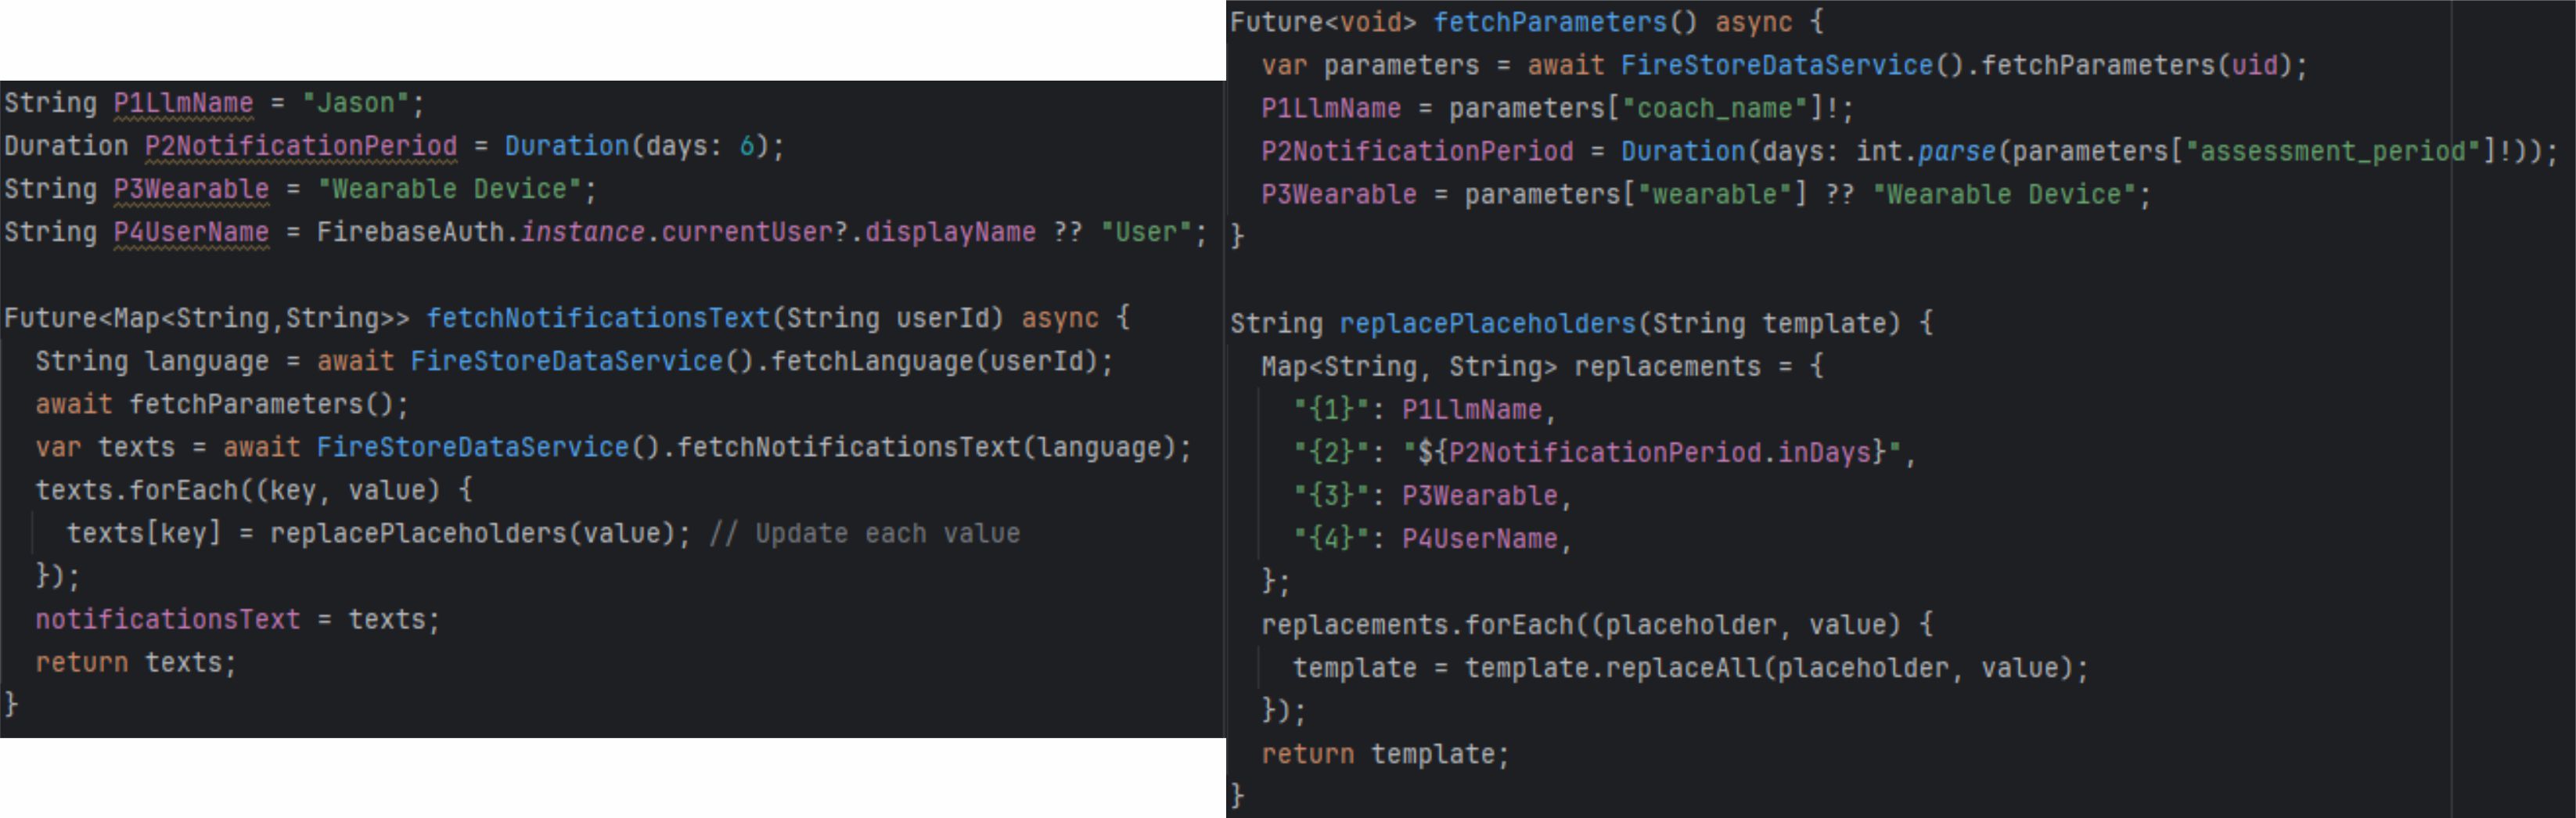 String P1LlmName = "Jason";
Duration P2NotificationPeriod = Duration(days: 6);
String P3Wearable = "Wearable Device";
String P4UserName = FirebaseAuth.instance.currentUser?.displayName ?? "User";
Future<Map<String,String>> fetchNotificationsText(String userId) async {
String language = await FireStoreDataService().fetchLanguage(userId);
await fetchParameters();
var texts = await FireStoreDataService().fetchNotificationsText(language);
texts.forEach((key, value) {
texts[key] = replacePlaceholders(value); // Update each value
});
notificationsText = texts;
return texts;
}
Future<void> fetchParameters() async {
var parameters = await FireStoreDataService().fetchParameters(uid);
P1LlmName = parameters["coach_name"]!;
P2NotificationPeriod = Duration(days: int.parse(parameters["assessment_period"]!));
P3Wearable = parameters["wearable"] ?? "Wearable Device";
}
String replacePlaceholders(String template) {
Map<String, String> replacements = {
"{1}": P1LlmName,
"{2}": "${P2NotificationPeriod.inDays}",
"{3}": P3Wearable,
"{4}": P4UserName,
};
replacements.forEach((placeholder, value) {
template = template.replaceAll(placeholder, value);
});
return template;
}